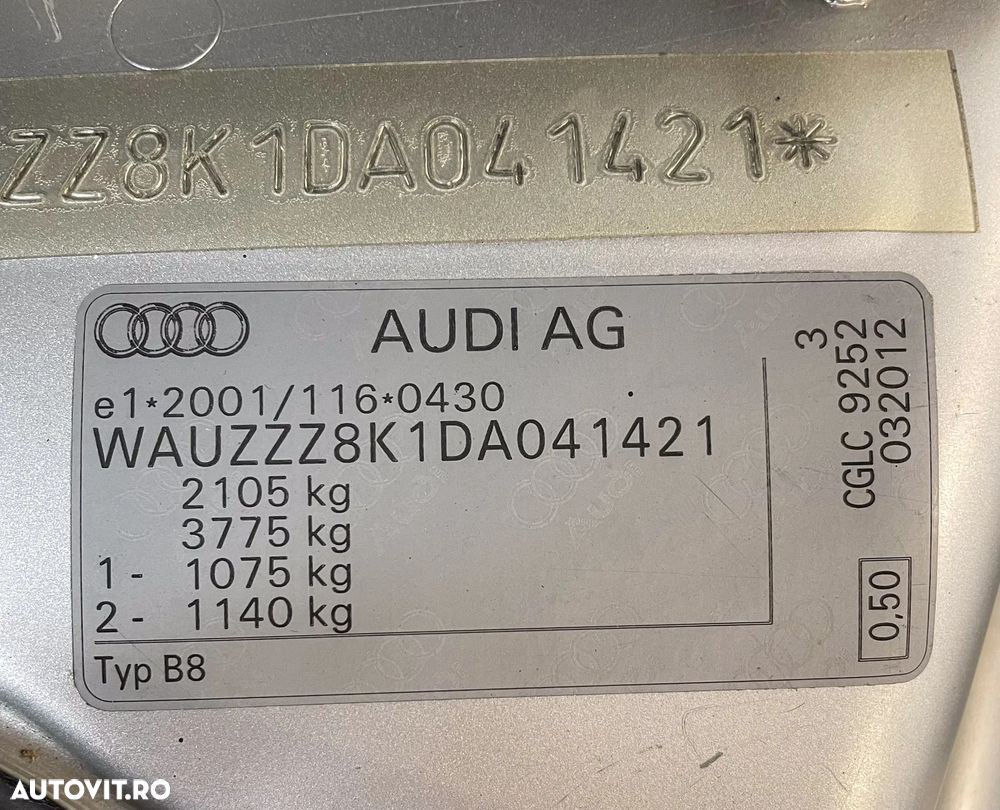 ZZ8K1DA041421*
AUDI AG
e1*2001/116*0430
WAUZZZ8K1DA041421
2105 kg
3775 kg
1 - 1075 kg
2 - 1140 kg
Typ B8
3
CGLC 9252
032012
0,50
AUTOVIT.RO